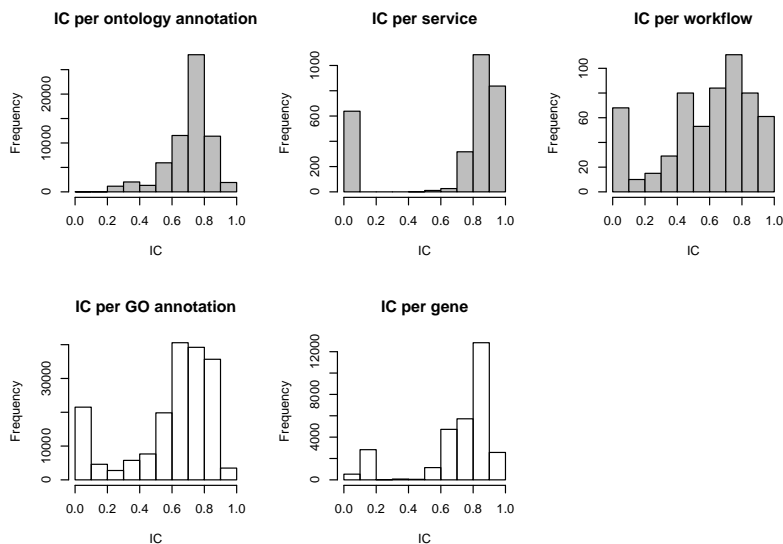 IC per ontology annotation
Frequency
0 10000 20000
0.0 0.2 0.4 0.6 0.8 1.0
IC
IC per service
Frequency
0 200 600 1000
0.0 0.2 0.4 0.6 0.8 1.0
IC
IC per workflow
Frequency
0 20 60 100
0.0 0.2 0.4 0.6 0.8 1.0
IC
IC per GO annotation
Frequency
0 10000 30000
0.0 0.2 0.4 0.6 0.8 1.0
IC
IC per gene
Frequency
0 4000 8000 12000
0.0 0.2 0.4 0.6 0.8 1.0
IC